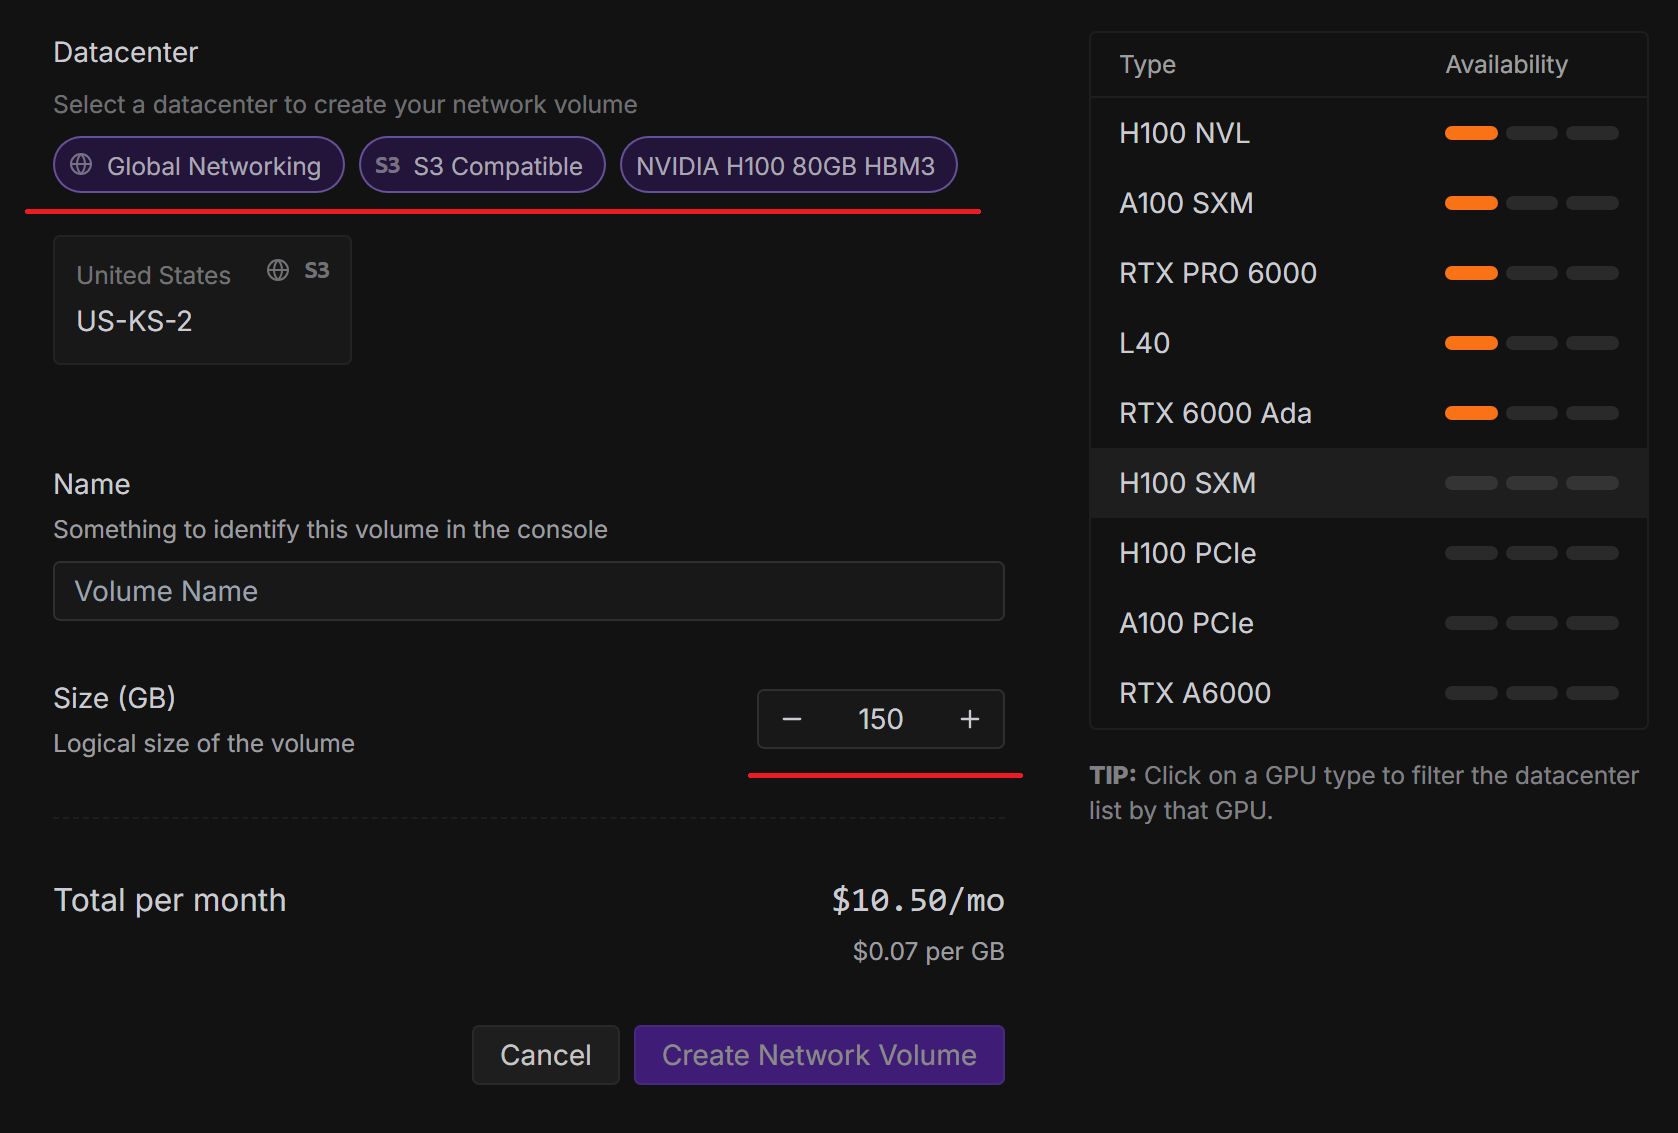 Datacenter
Select a datacenter to create your network volume
Global Networking
S3 S3 Compatible
NVIDIA H100 80GB HBM3
United States S3
US-KS-2
Name
Something to identify this volume in the console
Volume Name
Size (GB)
Logical size of the volume
150
Total per month
$10.50/mo
$0.07 per GB
Cancel
Create Network Volume
Type Availability
H100 NVL
A100 SXM
RTX PRO 6000
L40
RTX 6000 Ada
H100 SXM
H100 PCIe
A100 PCIe
RTX A6000
TIP: Click on a GPU type to filter the datacenter
list by that GPU.